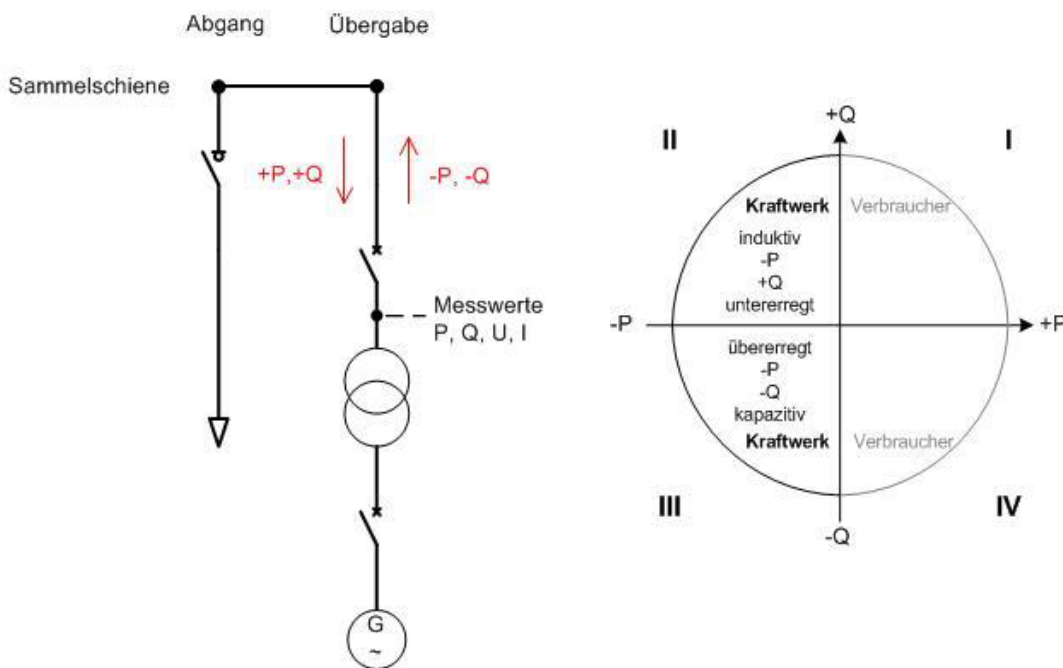 Abgang
Übergabe
Sammelschiene
+P,+Q
-P, -Q
Messwerte
P, Q, U, I
G
~
+Q
II
I
Kraftwerk
Verbraucher
induktiv
-P
+Q
untererregt
-P
+P
übererregt
-P
-Q
kapazitiv
Kraftwerk
Verbraucher
III
IV
-Q